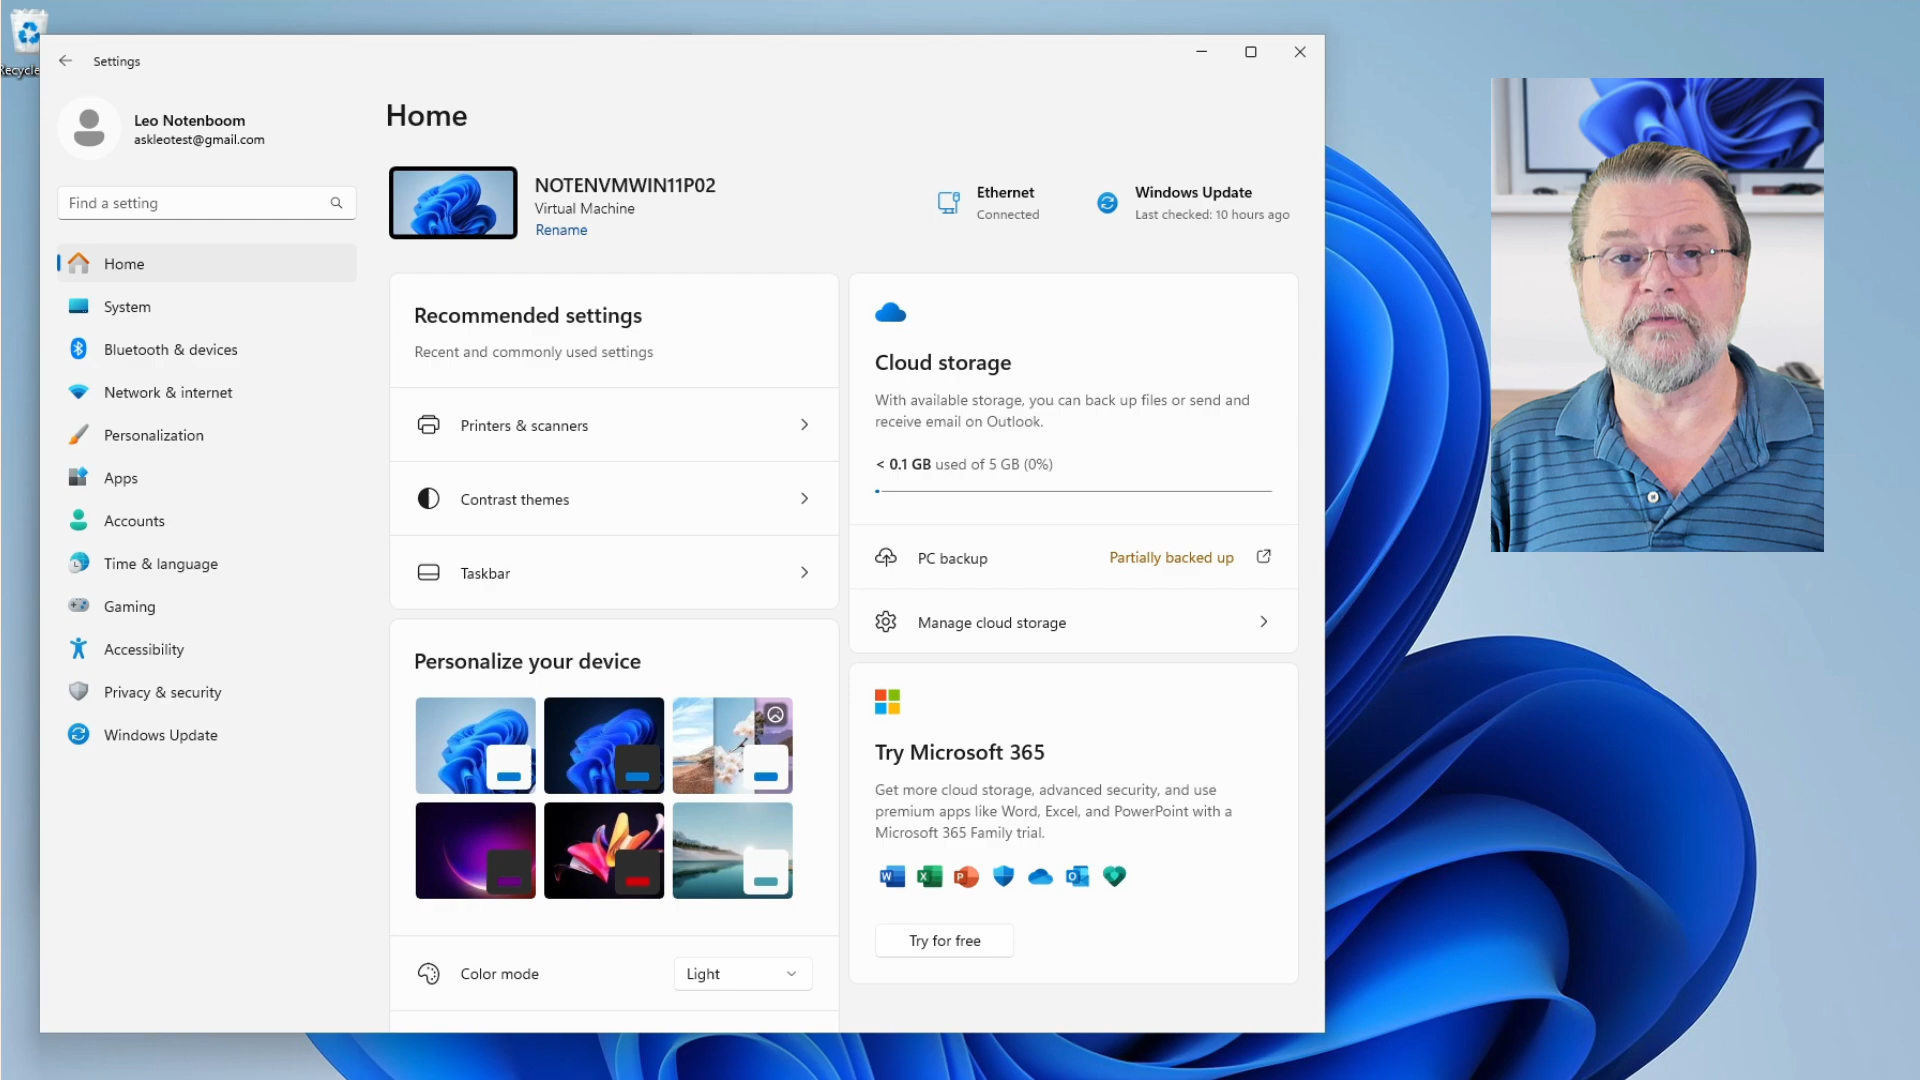 Recycle
Settings
Leo Notenboom
askleotest@gmail.com
Find a setting
Home
System
Bluetooth & devices
Network & internet
Personalization
Apps
Accounts
Time & language
Gaming
Accessibility
Privacy & security
Windows Update
Home
NOTENVMWIN11P02
Virtual Machine
Rename
Ethernet
Connected
Windows Update
Last checked: 10 hours ago
Recommended settings
Recent and commonly used settings
Printers & scanners
Contrast themes
Taskbar
Personalize your device
Color mode
Light
Cloud storage
With available storage, you can back up files or send and
receive email on Outlook.
< 0.1 GB used of 5 GB (0%)
PC backup
Partially backed up
Manage cloud storage
Try Microsoft 365
Get more cloud storage, advanced security, and use
premium apps like Word, Excel, and PowerPoint with a
Microsoft 365 Family trial.
Try for free